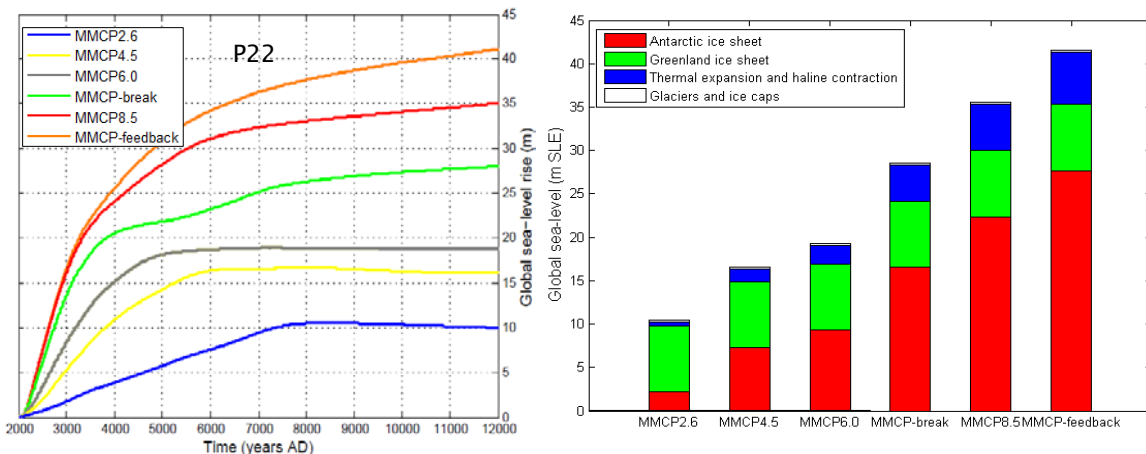 MMCP2.6
MMCP4.5
MMCP6.0
MMCP-break
MMCP8.5
MMCP-feedback
P22
45
40
35
30
25
20
15
10
5
0
Global sea-level rise (m)
2000 3000 4000 5000 6000 7000 8000 9000 10000 11000 12000
Time (years AD)
Antarctic ice sheet
Greenland ice sheet
Thermal expansion and haline contraction
Glaciers and ice caps
Global sea-level (m SLE)
45
40
35
30
25
20
15
10
5
0
MMCP2.6 MMCP4.5 MMCP6.0 MMCP-break MMCP8.5 MMCP-feedback